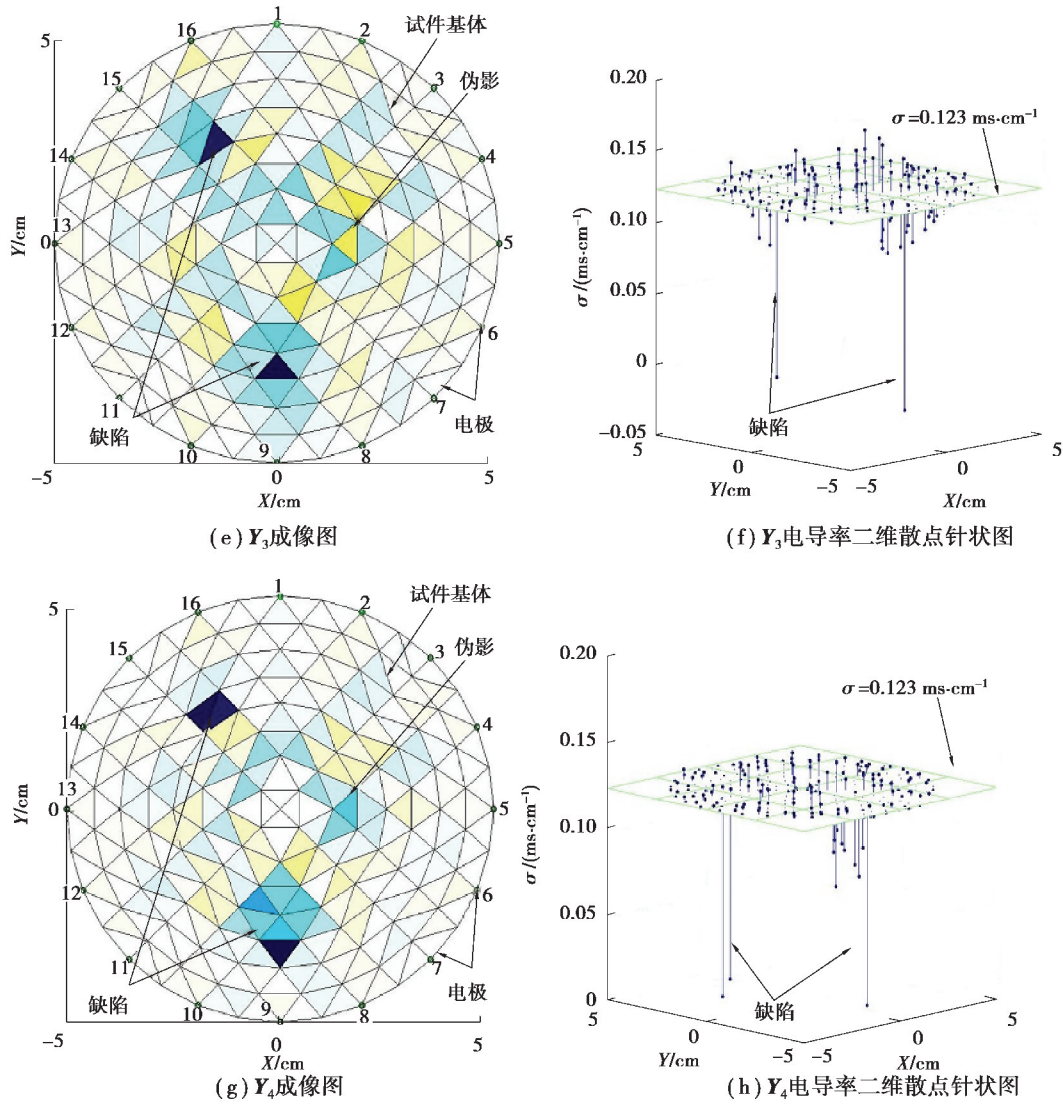 1
16
2
试件基体
5
15
3
伪影
14
4
13
0
5
Y/cm
12
6
11
7
缺陷
电极
10
9
8
-5
0
5
X/cm
(e) Y₃成像图
0.20
σ=0.123 ms·cm⁻¹
0.15
0.10
σ/(ms·cm⁻¹)
0.05
0
缺陷
-0.05
5
0
-5
-5
0
5
Y/cm
X/cm
(f) Y₃电导率二维散点针状图
1
16
2
试件基体
5
15
3
伪影
14
4
13
0
5
Y/cm
12
16
11
7
缺陷
电极
10
9
8
-5
0
5
X/cm
(g) Y₄成像图
0.20
σ=0.123 ms·cm⁻¹
0.15
0.10
σ/(ms·cm⁻¹)
0.05
0
缺陷
5
0
-5
-5
0
5
Y/cm
X/cm
(h) Y₄电导率二维散点针状图